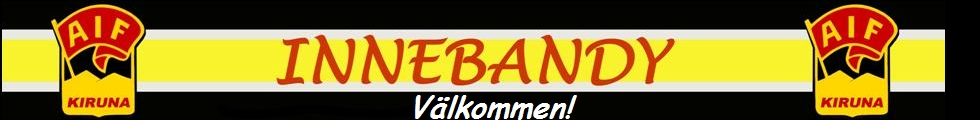 AIF
KIRUNA
INNEBANDY
Välkommen!
AIF
KIRUNA